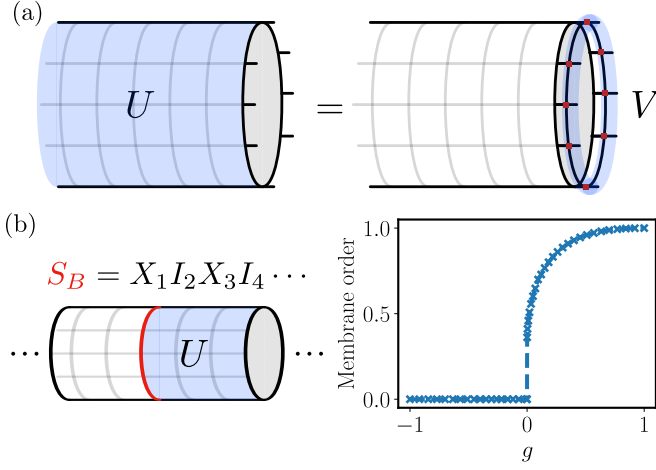 (a)
U = V
(b)
S_B = X_1 I_2 X_3 I_4 ⋯
⋯ U ⋯
Membrane order
1.0
0.5
0.0
−1 0 1
g